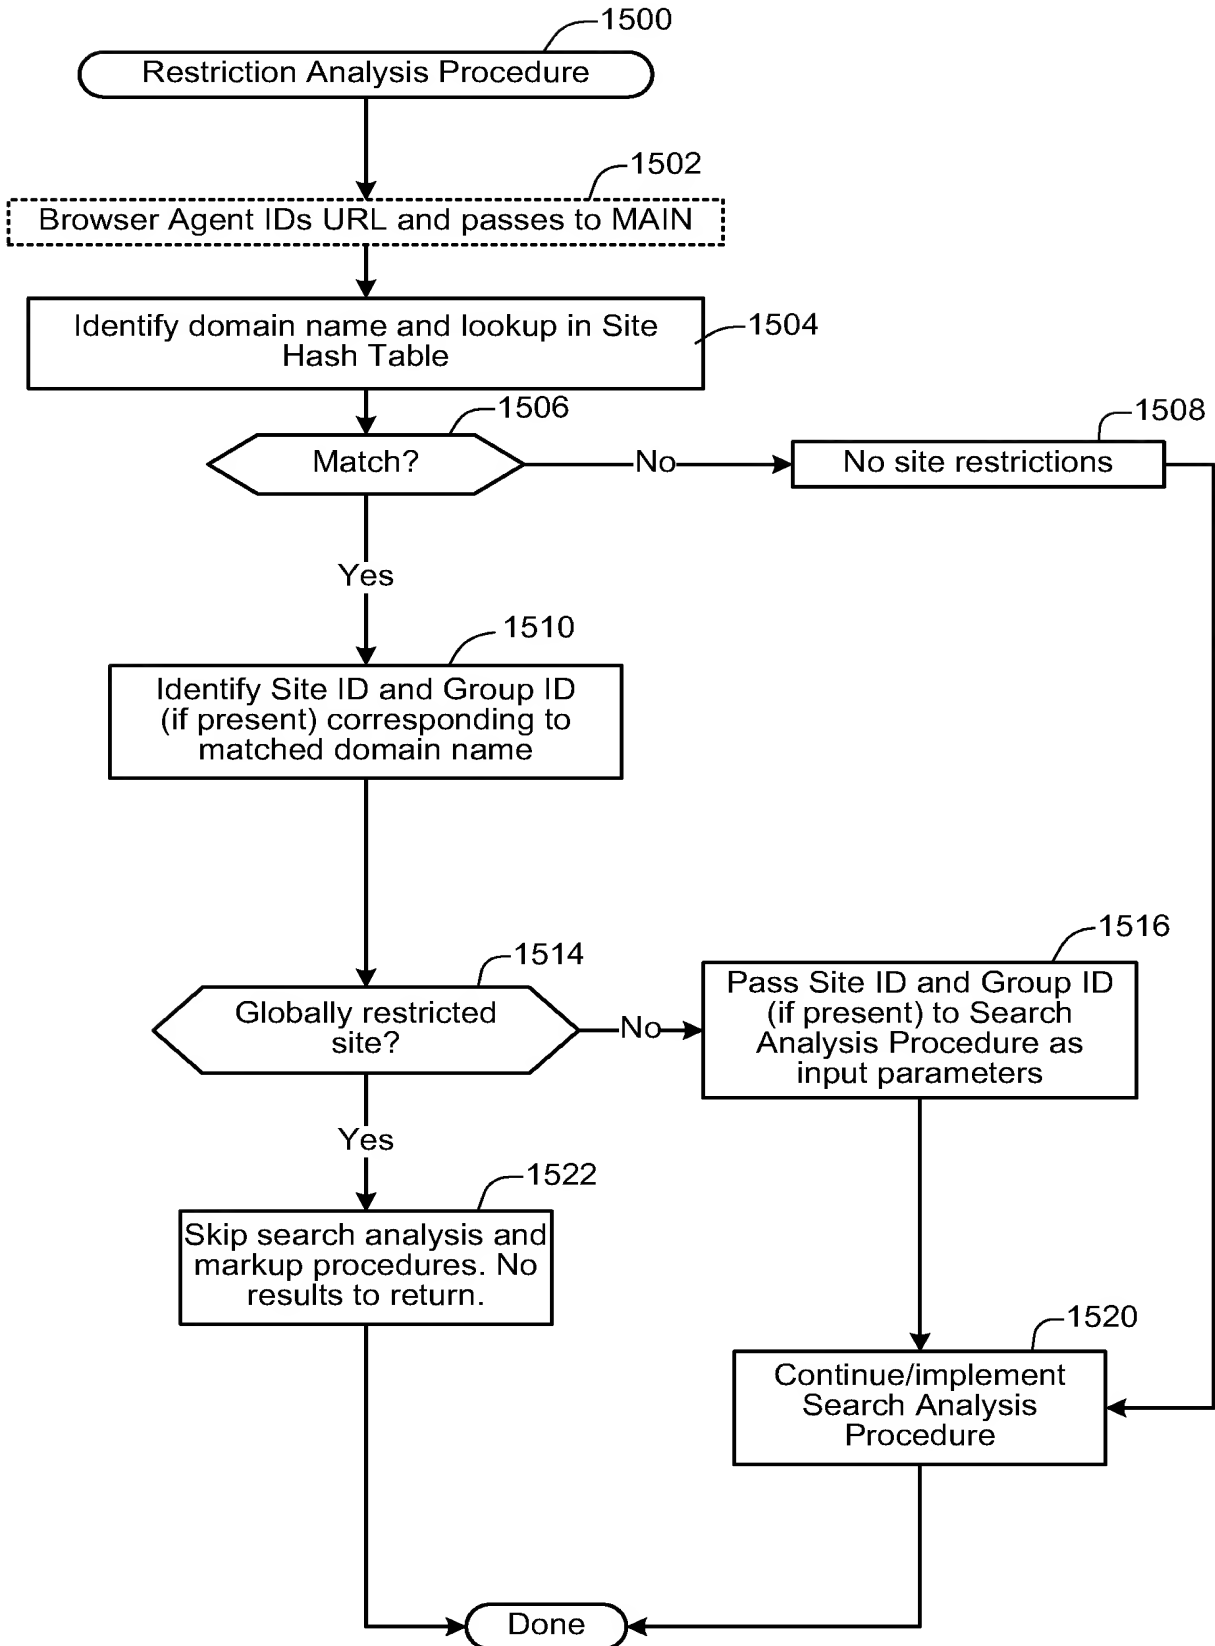 1500
Restriction Analysis Procedure
1502
Browser Agent IDs URL and passes to MAIN
1504
Identify domain name and lookup in Site
Hash Table
1506
Match?
No
1508
No site restrictions
Yes
1510
Identify Site ID and Group ID
(if present) corresponding to
matched domain name
1514
Globally restricted
site?
No
1516
Pass Site ID and Group ID
(if present) to Search
Analysis Procedure as
input parameters
Yes
1522
Skip search analysis and
markup procedures. No
results to return.
1520
Continue/implement
Search Analysis
Procedure
Done